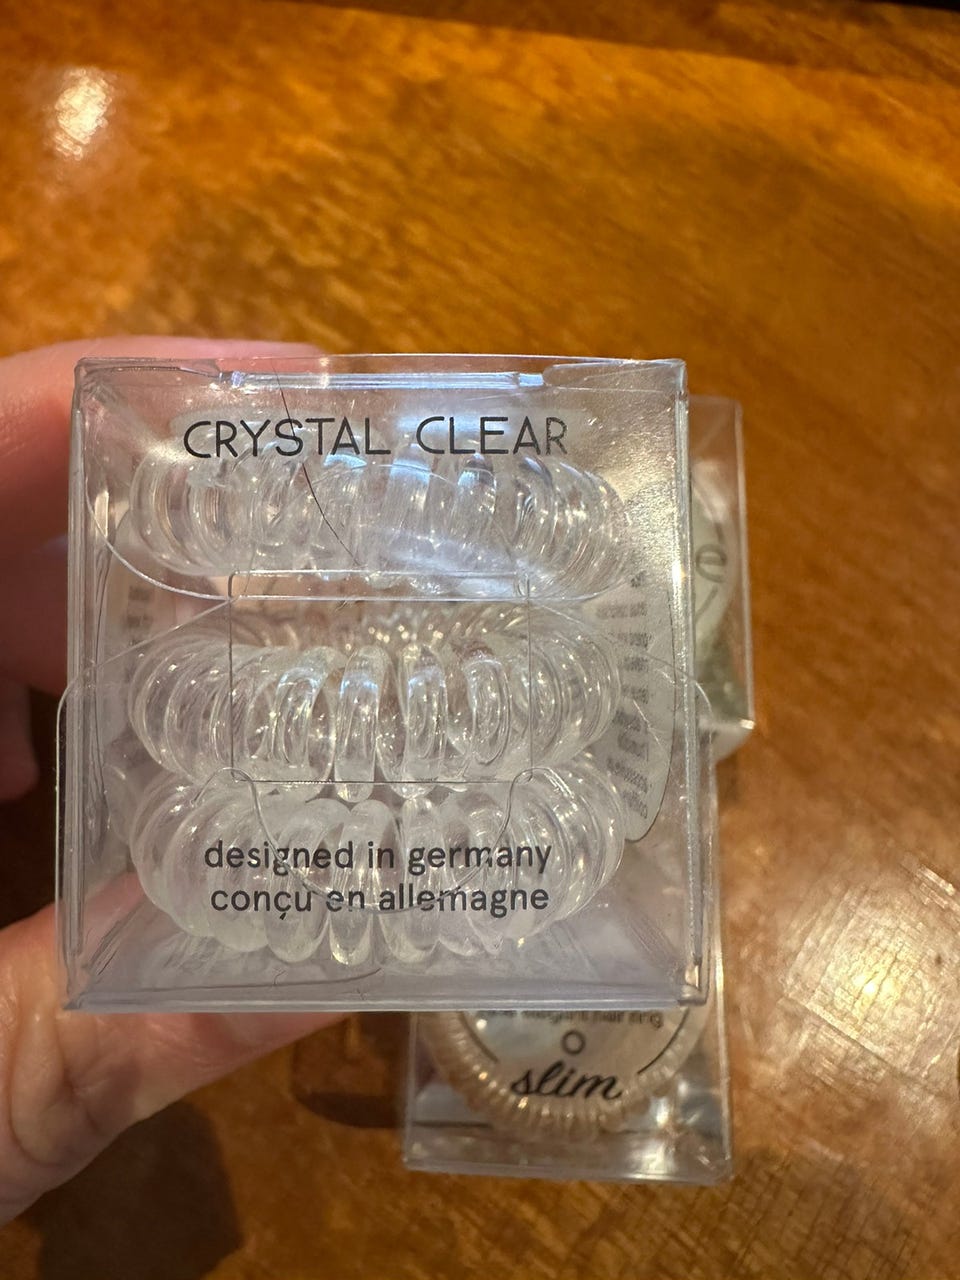 CRYSTAL CLEAR
designed in germany
conçu en allemagne
slim